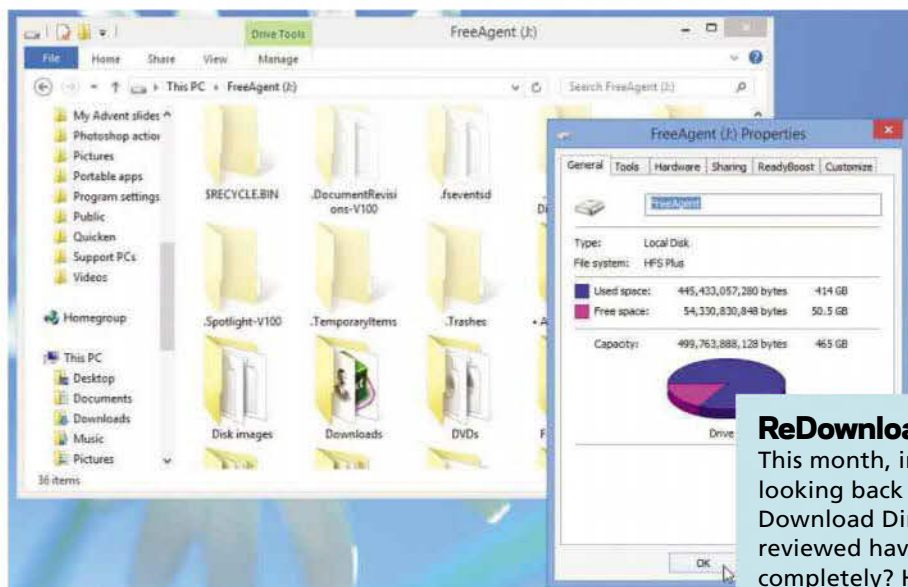 Drive Tools
FreeAgent (J:)
File Home Share View Manage
This PC FreeAgent (J:)
Search FreeAgent (J:)
My Advent slides
Photoshop action
Pictures
Portable apps
Program settings
Public
Quicken
Support PCs
Videos
Homegroup
This PC
Desktop
Documents
Downloads
Music
Pictures
36 items
$RECYCLE.BIN
.DocumentRevisi
ons-V100
.fseventsd
.Spotlight-V100
.TemporaryItems
.Trashes
Disk images
Downloads
DVDs
FreeAgent (J:) Properties
General Tools Hardware Sharing ReadyBoost Customize
FreeAgent
Type: Local Disk
File system: HFS Plus
Used space: 445,433,057,280 bytes 414 GB
Free space: 54,330,830,848 bytes 50.5 GB
Capacity: 499,763,888,128 bytes 465 GB
Drive
OK
ReDownloa
This month, i
looking back
Download Di
reviewed hav
completely? H